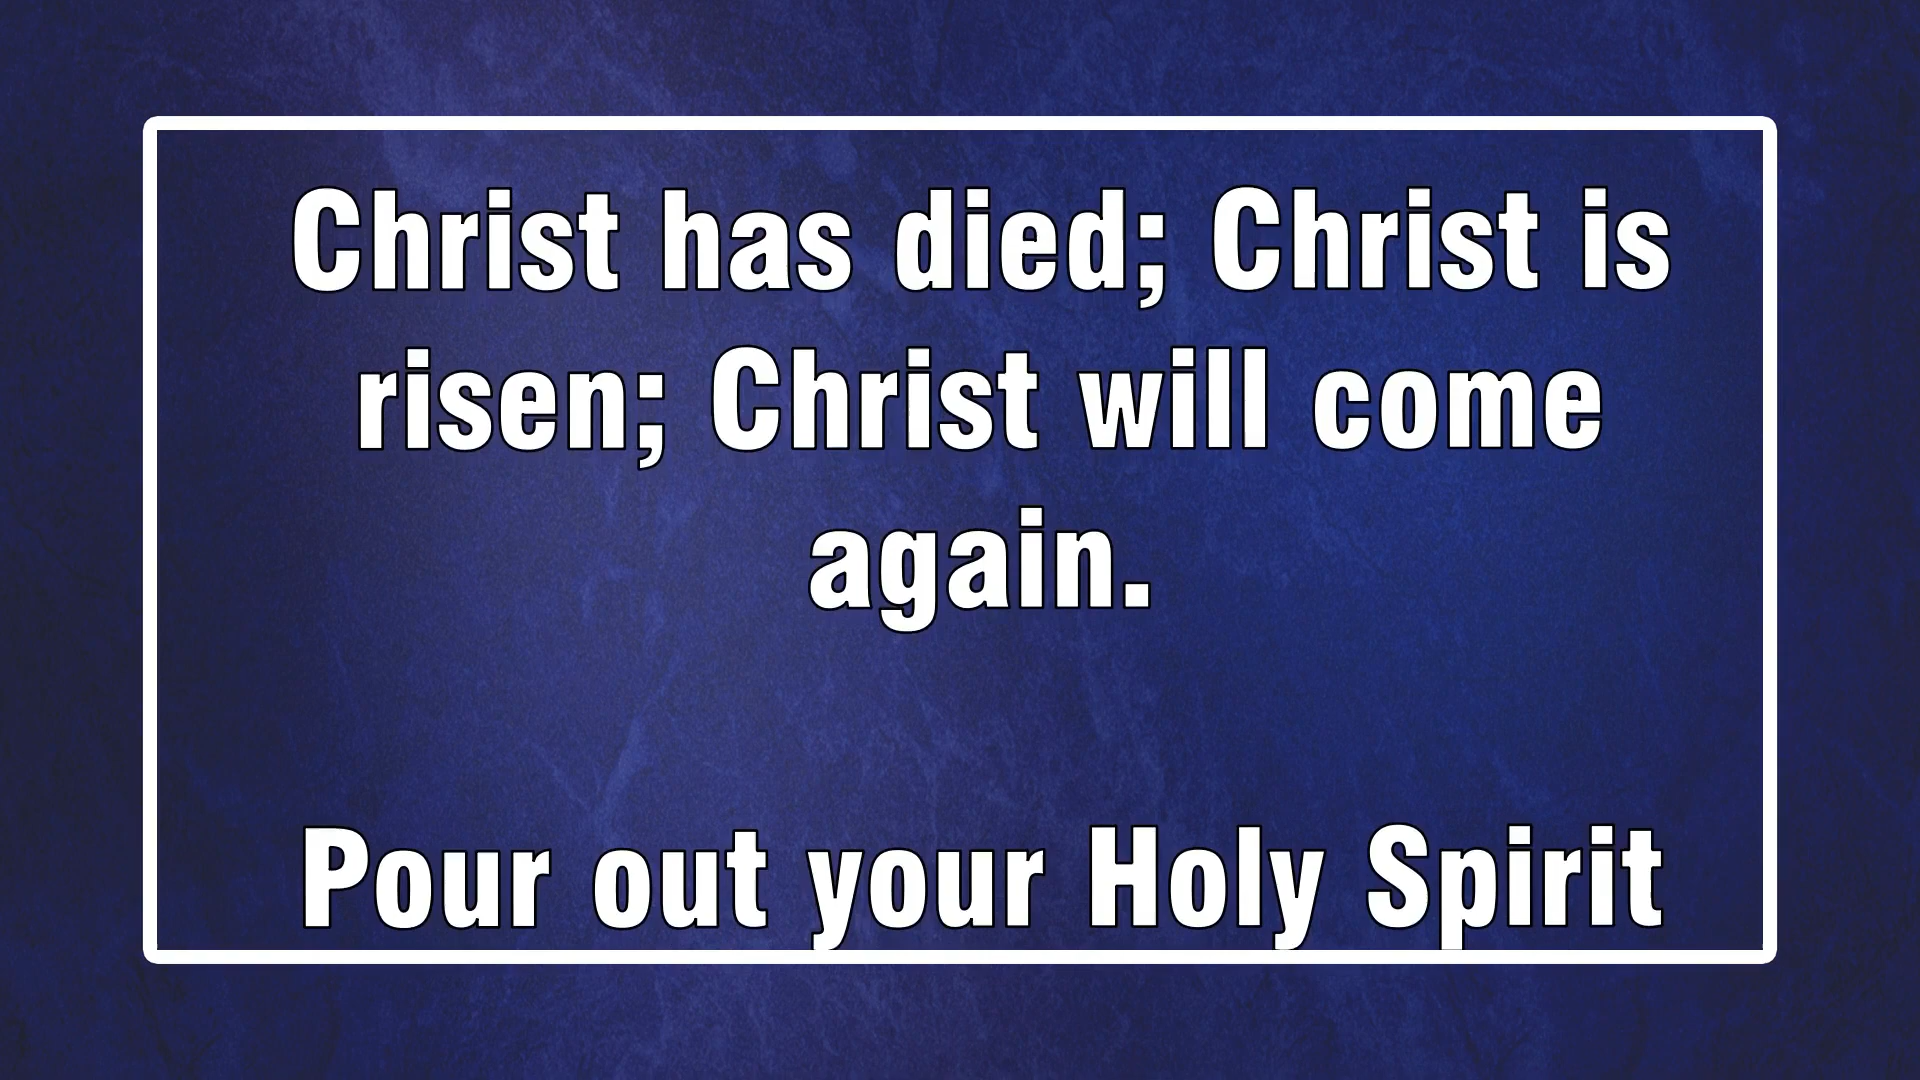 Christ has died; Christ is
risen; Christ will come
again.
Pour out your Holy Spirit